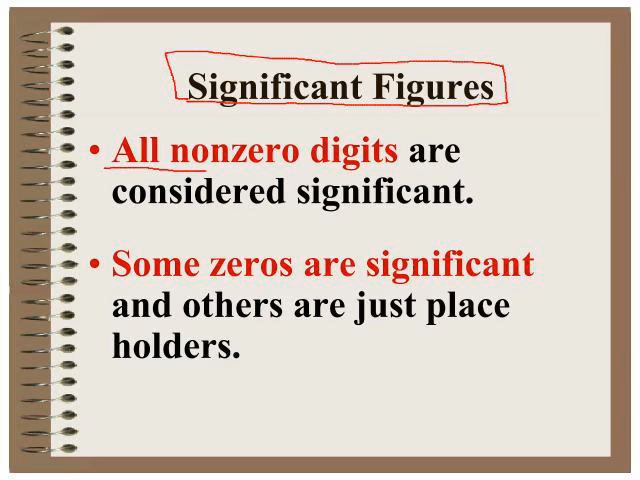 Significant Figures
• All nonzero digits are
considered significant.
• Some zeros are significant
and others are just place
holders.